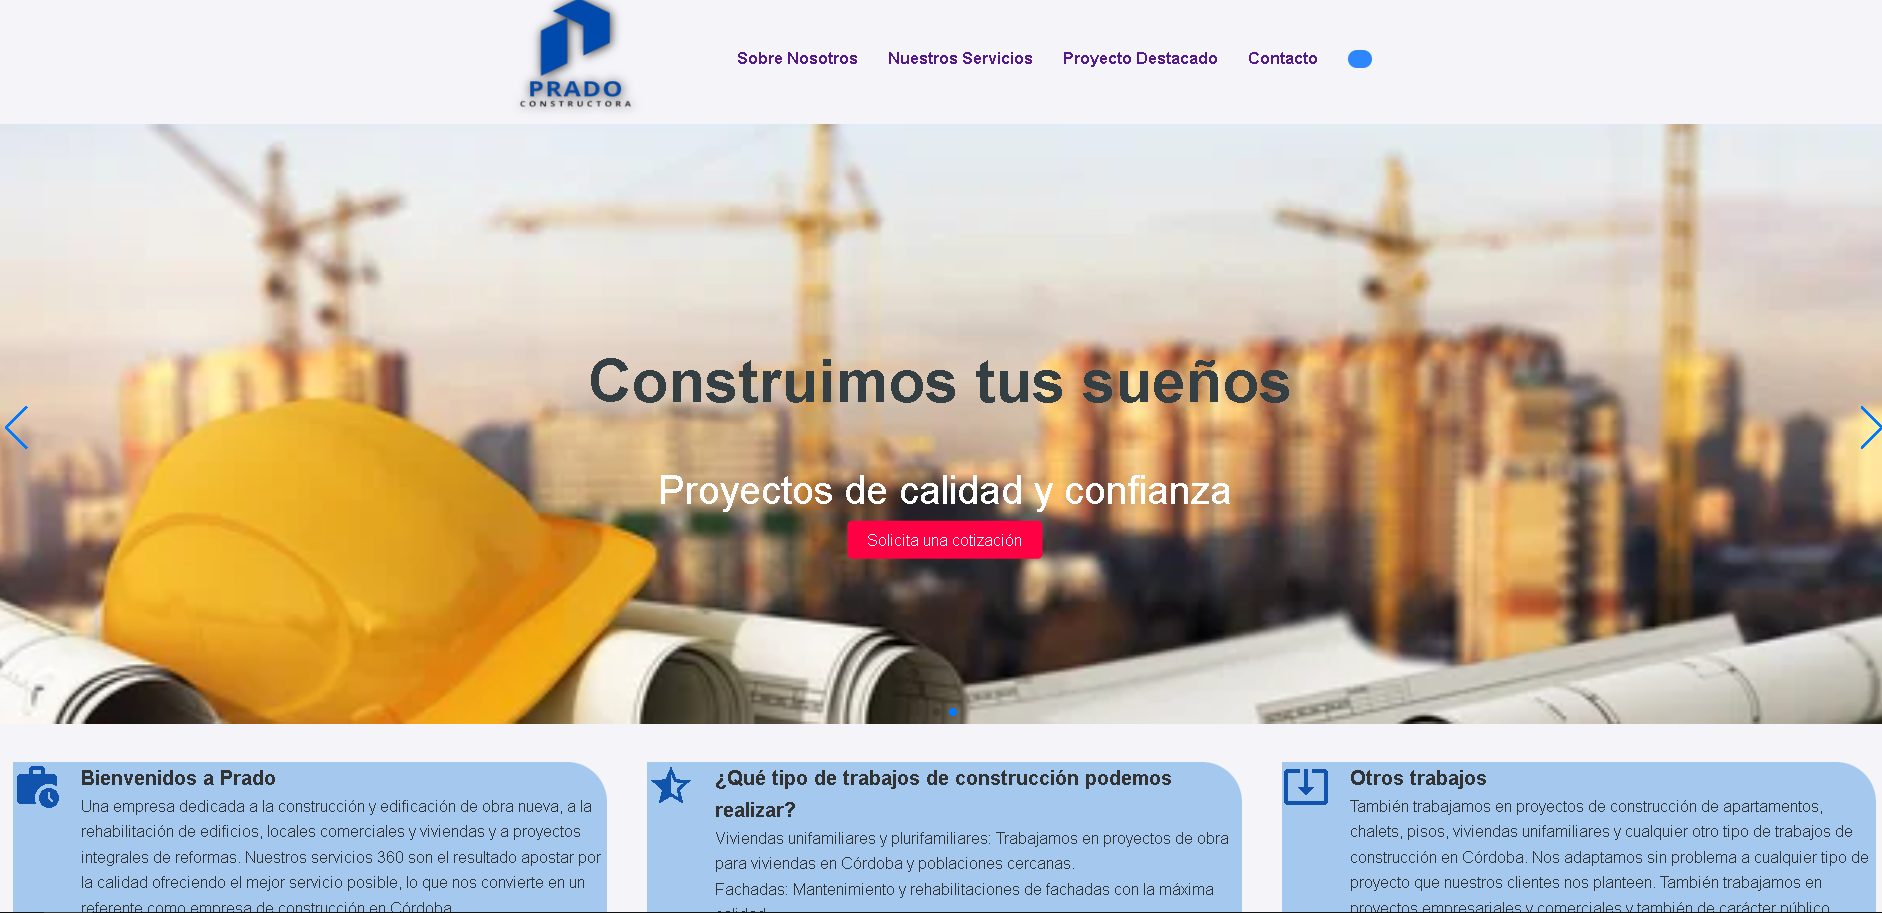 PRADO
CONSTRUCTORA
Sobre Nosotros Nuestros Servicios Proyecto Destacado Contacto
Construimos tus sueños
Proyectos de calidad y confianza
Solicita una cotización
Bienvenidos a Prado
Una empresa dedicada a la construcción y edificación de obra nueva, a la
rehabilitación de edificios, locales comerciales y viviendas y a proyectos
integrales de reformas. Nuestros servicios 360 son el resultado apostar por
la calidad ofreciendo el mejor servicio posible, lo que nos convierte en un
referente como empresa de construcción en Córdoba
¿Qué tipo de trabajos de construcción podemos
realizar?
Viviendas unifamiliares y plurifamiliares: Trabajamos en proyectos de obra
para viviendas en Córdoba y poblaciones cercanas.
Fachadas: Mantenimiento y rehabilitaciones de fachadas con la máxima
Otros trabajos
También trabajamos en proyectos de construcción de apartamentos,
chalets, pisos, viviendas unifamiliares y cualquier otro tipo de trabajos de
construcción en Córdoba. Nos adaptamos sin problema a cualquier tipo de
proyecto que nuestros clientes nos planteen. También trabajamos en
proyectos empresariales y comerciales y también de carácter público